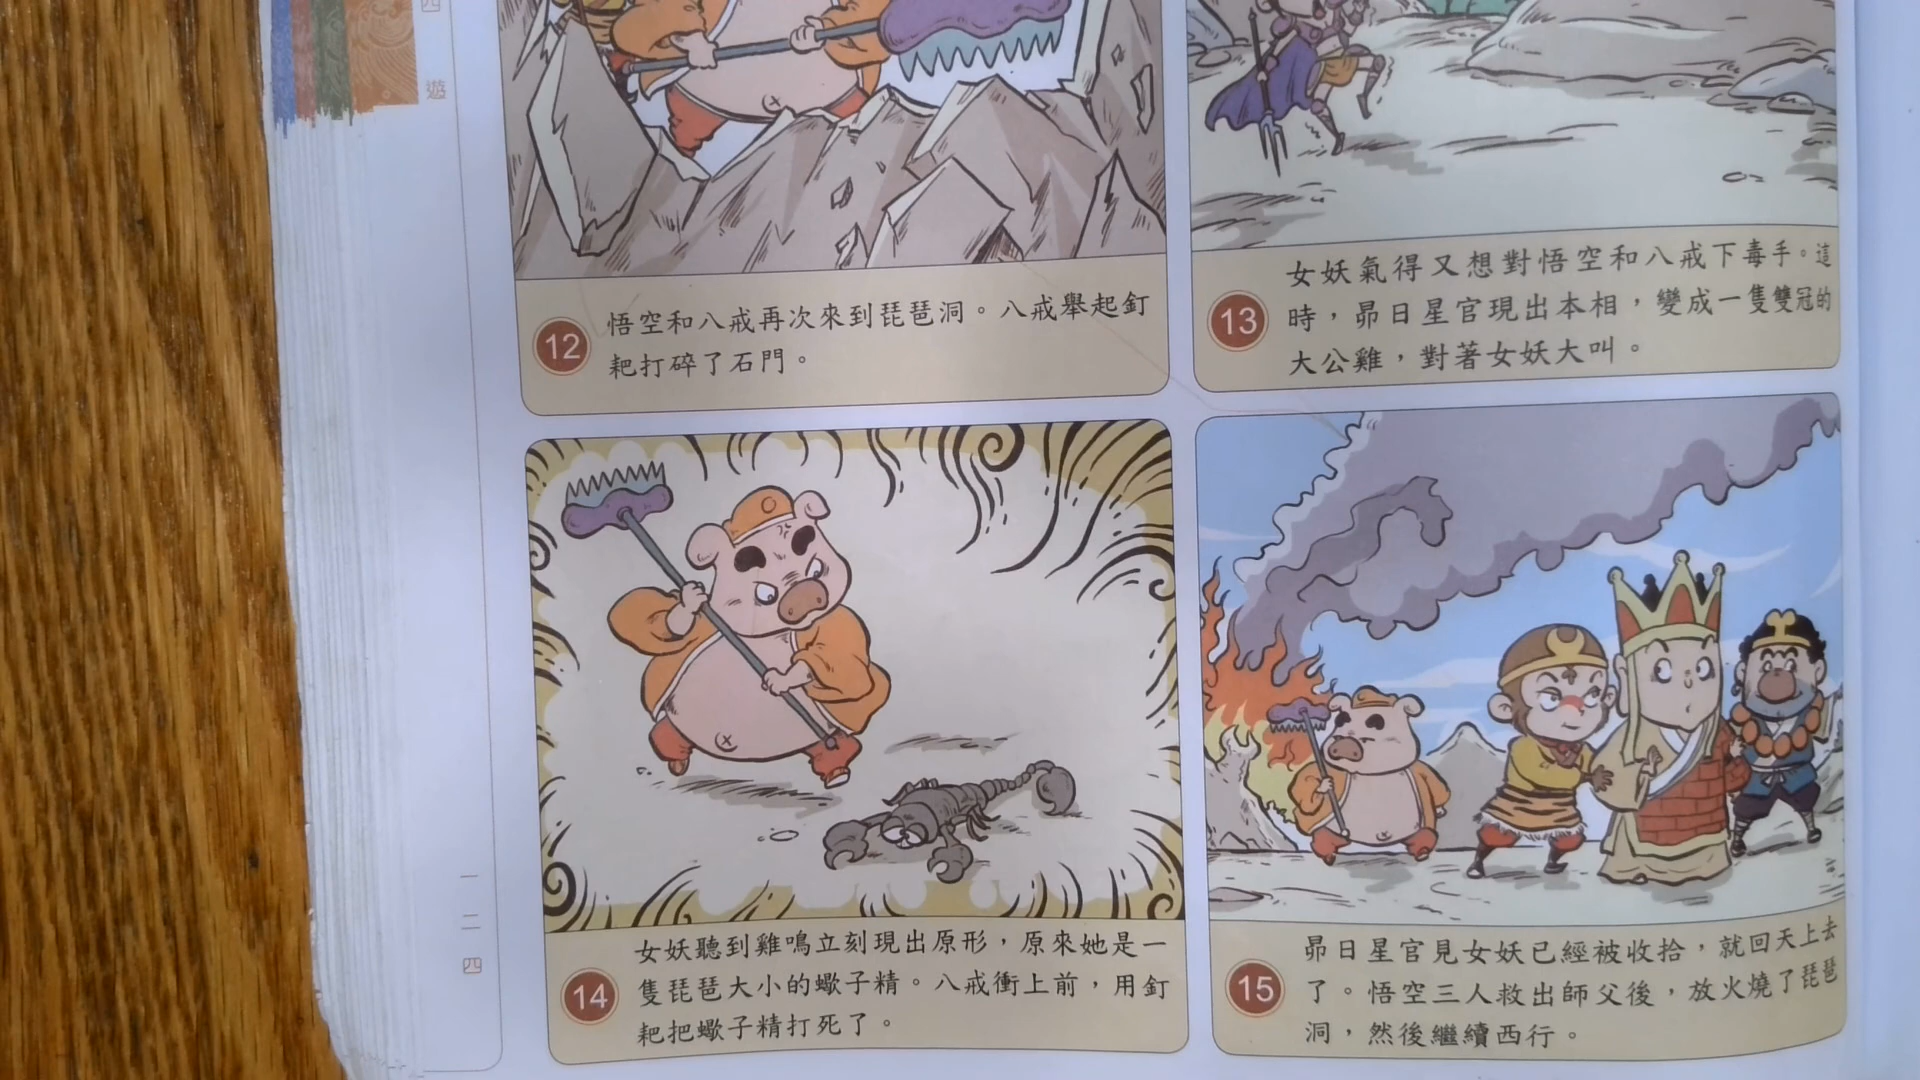 遊
12
悟空和八戒再次來到琵琶洞。八戒舉起釘
耙打碎了石門。
13
女妖氣得又想對悟空和八戒下毒手。這
時，昴日星官現出本相，變成一隻雙冠的
大公雞，對著女妖大叫。
14
女妖聽到雞鳴立刻現出原形，原來她是一
隻琵琶大小的蠍子精。八戒衝上前，用釘
耙把蠍子精打死了。
15
昴日星官見女妖已經被收拾，就回天上去
了。悟空三人救出師父後，放火燒了琵琶
洞，然後繼續西行。
一二四